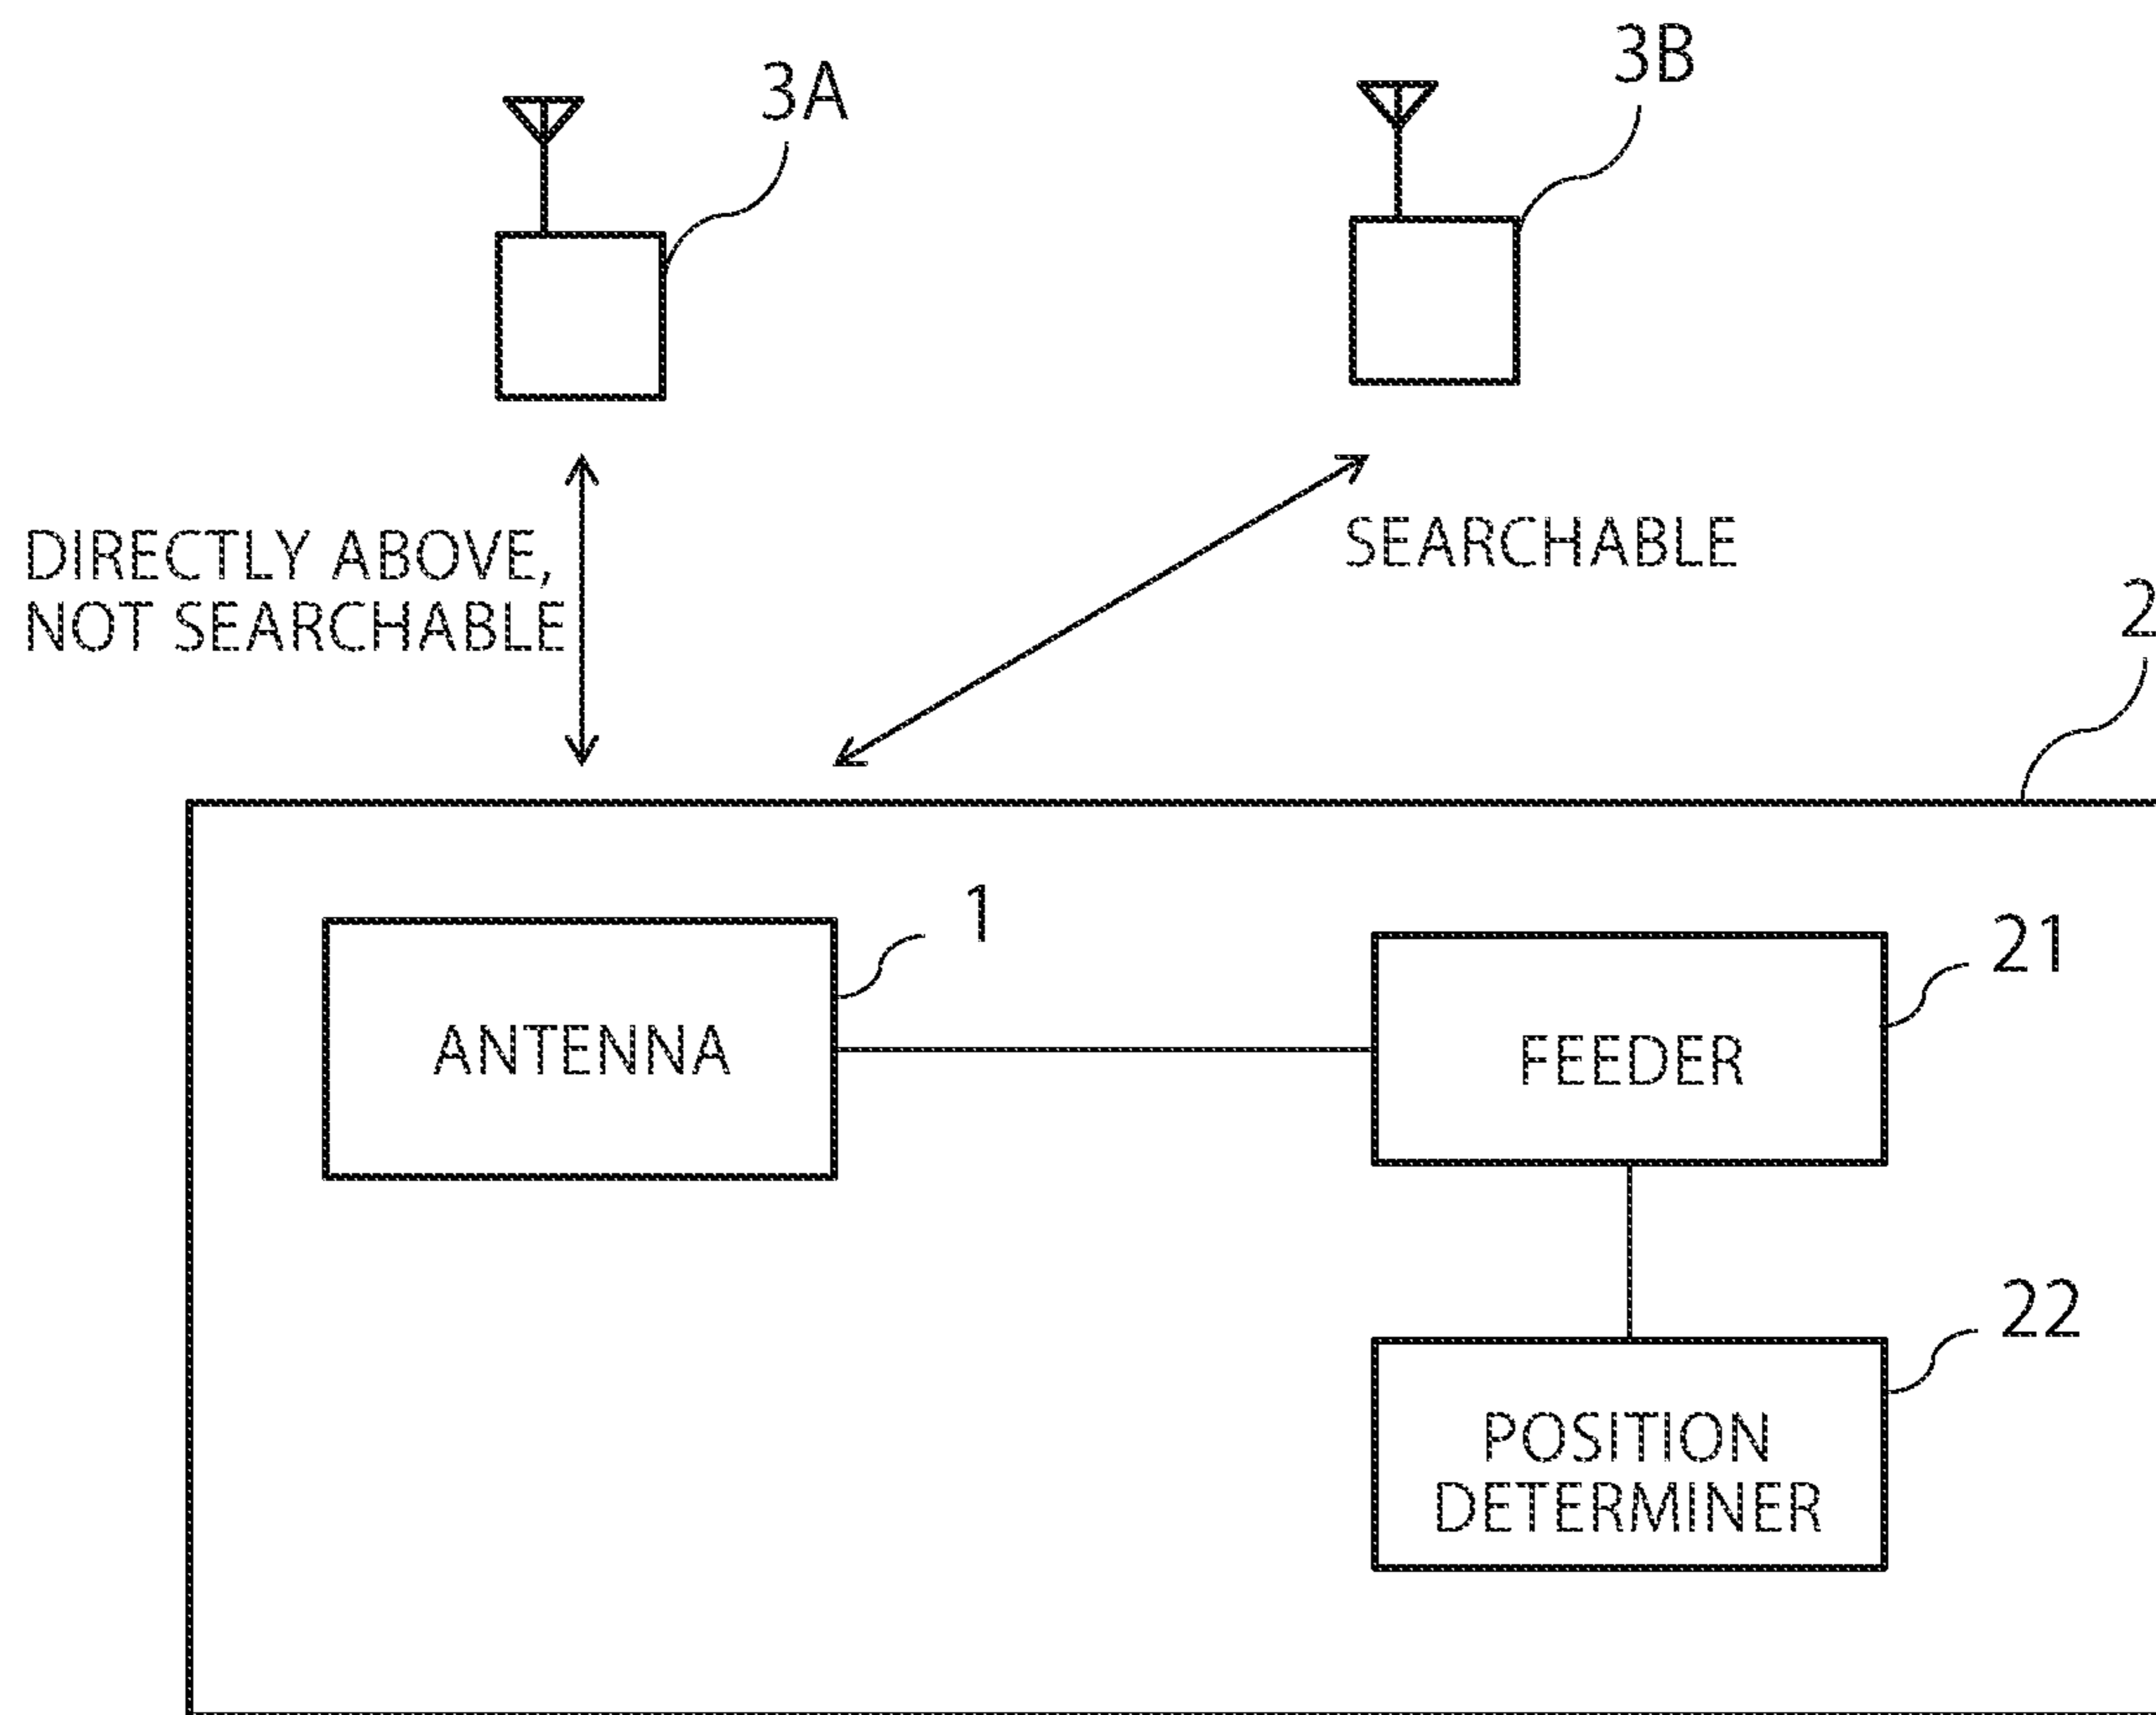 3A
3B
DIRECTLY ABOVE,
NOT SEARCHABLE
SEARCHABLE
2
1
ANTENNA
21
FEEDER
22
POSITION
DETERMINER